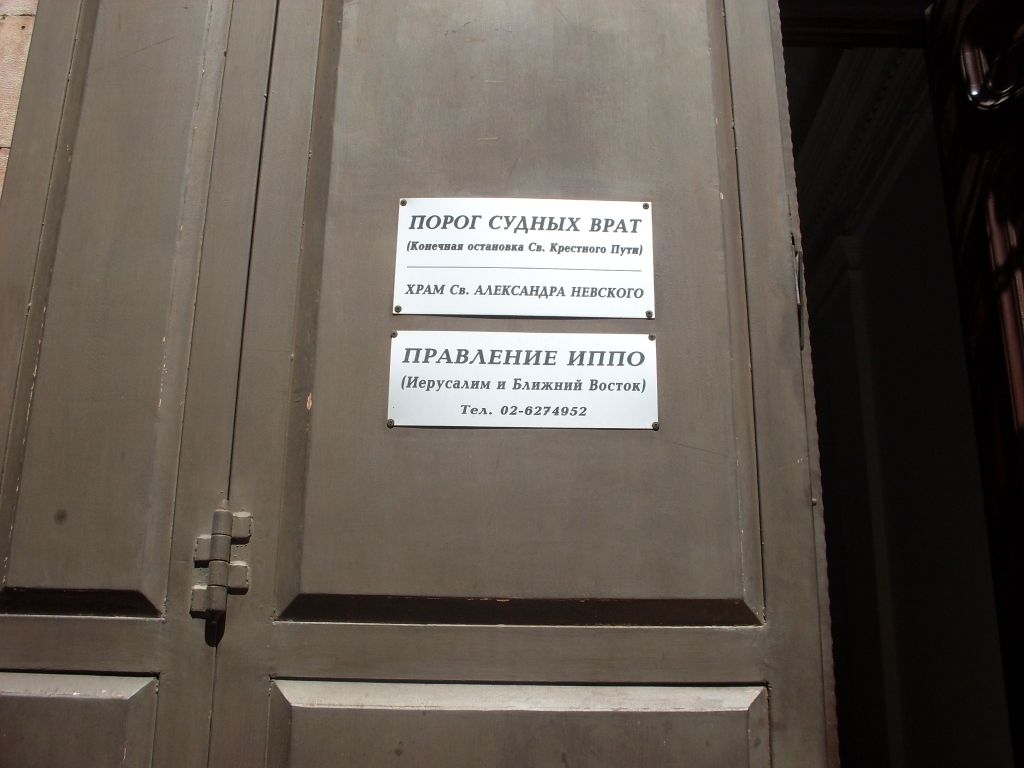 ПОРОГ СУДНЫХ ВРАТ
(Конечная остановка Св. Крестного Пути)
ХРАМ Св. АЛЕКСАНДРА НЕВСКОГО
ПРАВЛЕНИЕ ИППО
(Иерусалим и Ближний Восток)
Тел. 02-6274952